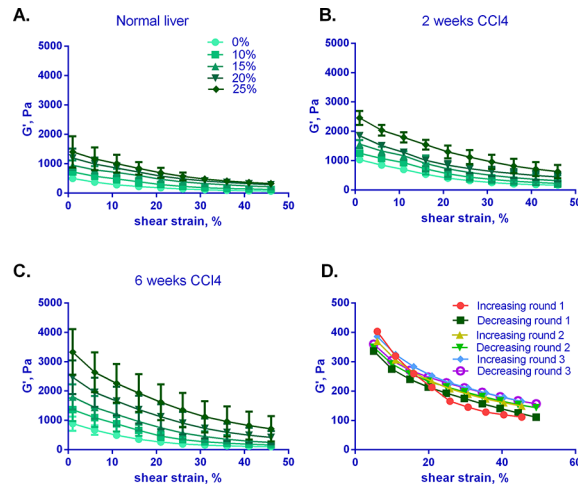 A.
Normal liver
0%
10%
15%
20%
25%
5000
4000
3000
2000
1000
0
G', Pa
0 10 20 30 40 50
shear strain, %
B.
2 weeks CCl4
5000
4000
3000
2000
1000
0
G', Pa
0 10 20 30 40 50
shear strain, %
C.
6 weeks CCl4
5000
4000
3000
2000
1000
0
G', Pa
0 10 20 30 40 50
shear strain, %
D.
Increasing round 1
Decreasing round 1
Increasing round 2
Decreasing round 2
Increasing round 3
Decreasing round 3
500
400
300
200
100
0
G', Pa
0 20 40 60
shear strain, %